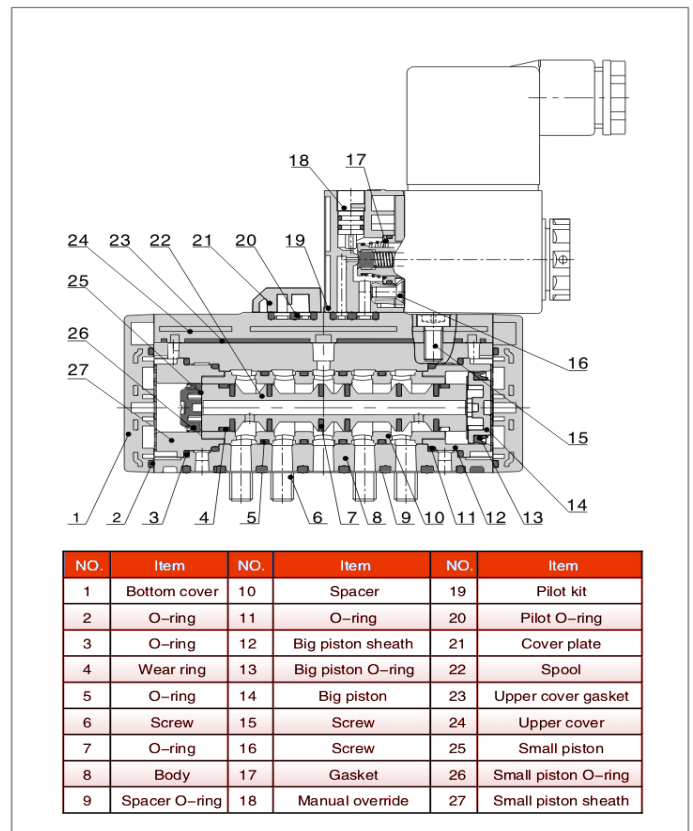 18 17
24 23 22 21 20 19
25
26
27
16
15
14
1 2 3 4 5 6 7 8 9 10 11 12 13
NO. Item NO. Item NO. Item
1 Bottom cover 10 Spacer 19 Pilot kit
2 O–ring 11 O–ring 20 Pilot O–ring
3 O–ring 12 Big piston sheath 21 Cover plate
4 Wear ring 13 Big piston O–ring 22 Spool
5 O–ring 14 Big piston 23 Upper cover gasket
6 Screw 15 Screw 24 Upper cover
7 O–ring 16 Screw 25 Small piston
8 Body 17 Gasket 26 Small piston O–ring
9 Spacer O–ring 18 Manual override 27 Small piston sheath